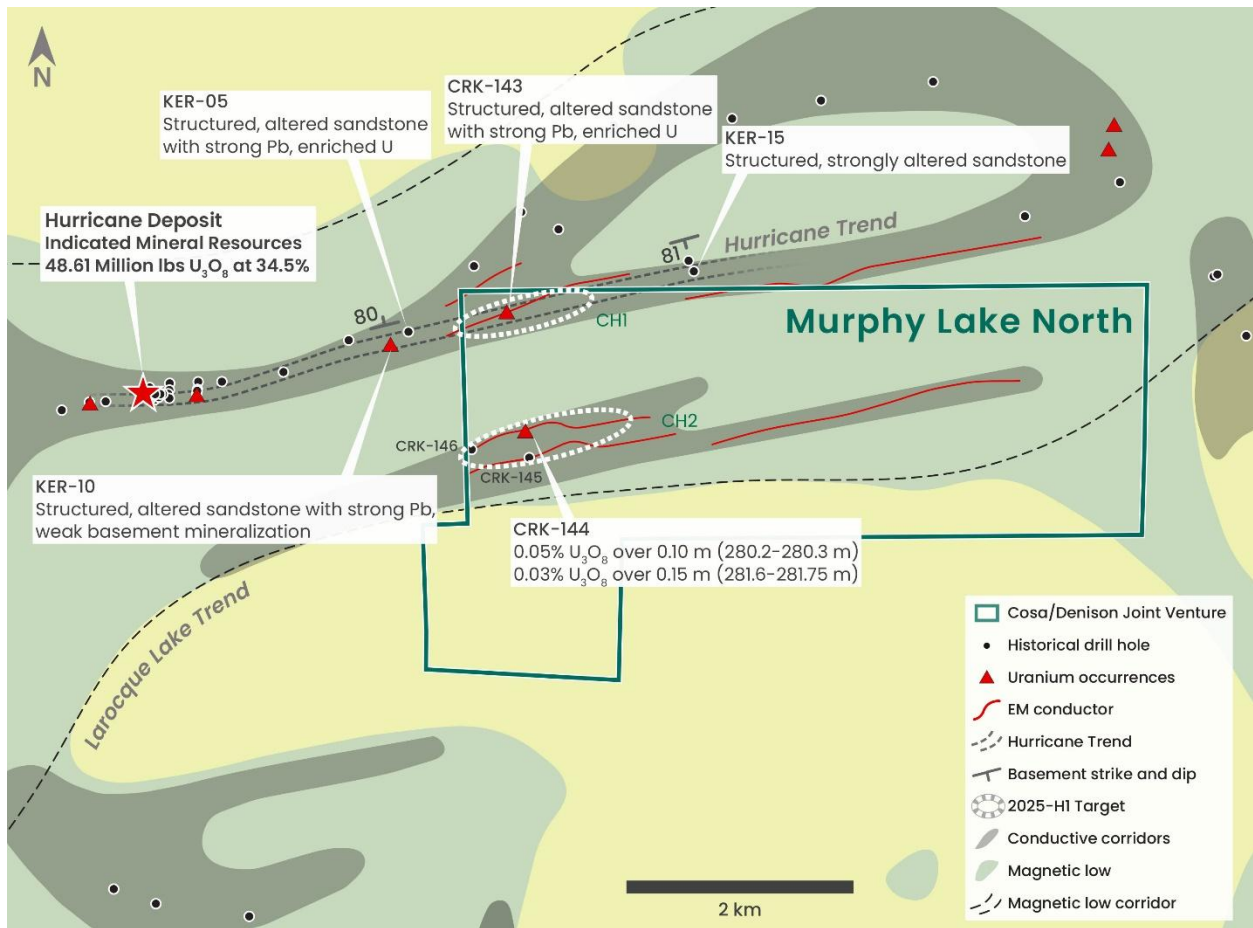 N
KER-05
Structured, altered sandstone
with strong Pb, enriched U
CRK-143
Structured, altered sandstone
with strong Pb, enriched U
KER-15
Structured, strongly altered sandstone
Hurricane Deposit
Indicated Mineral Resources
48.61 Million lbs U₃O₈ at 34.5%
Hurricane Trend
81
80
CH1
Murphy Lake North
CH2
CRK-146
CRK-145
KER-10
Structured, altered sandstone with strong Pb,
weak basement mineralization
CRK-144
0.05% U₃O₈ over 0.10 m (280.2-280.3 m)
0.03% U₃O₈ over 0.15 m (281.6-281.75 m)
Larocque Lake Trend
Cosa/Denison Joint Venture
Historical drill hole
Uranium occurrences
EM conductor
Hurricane Trend
Basement strike and dip
2025-H1 Target
Conductive corridors
Magnetic low
Magnetic low corridor
2 km